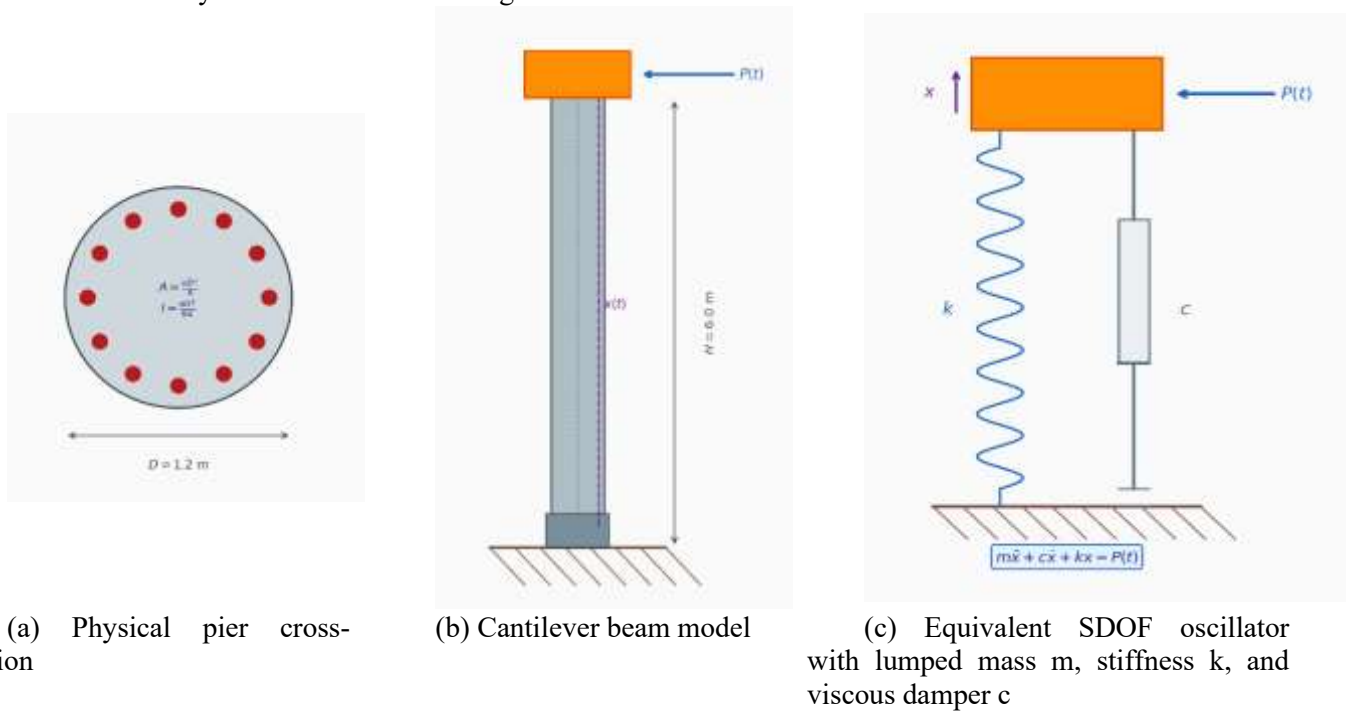 P(t)
x
P(t)
x(t)
k
c
H = 6.0 m
D = 1.2 m
mẍ + cẋ + kx = P(t)
(a) Physical pier cross-
ion
(b) Cantilever beam model
(c) Equivalent SDOF oscillator
with lumped mass m, stiffness k, and
viscous damper c